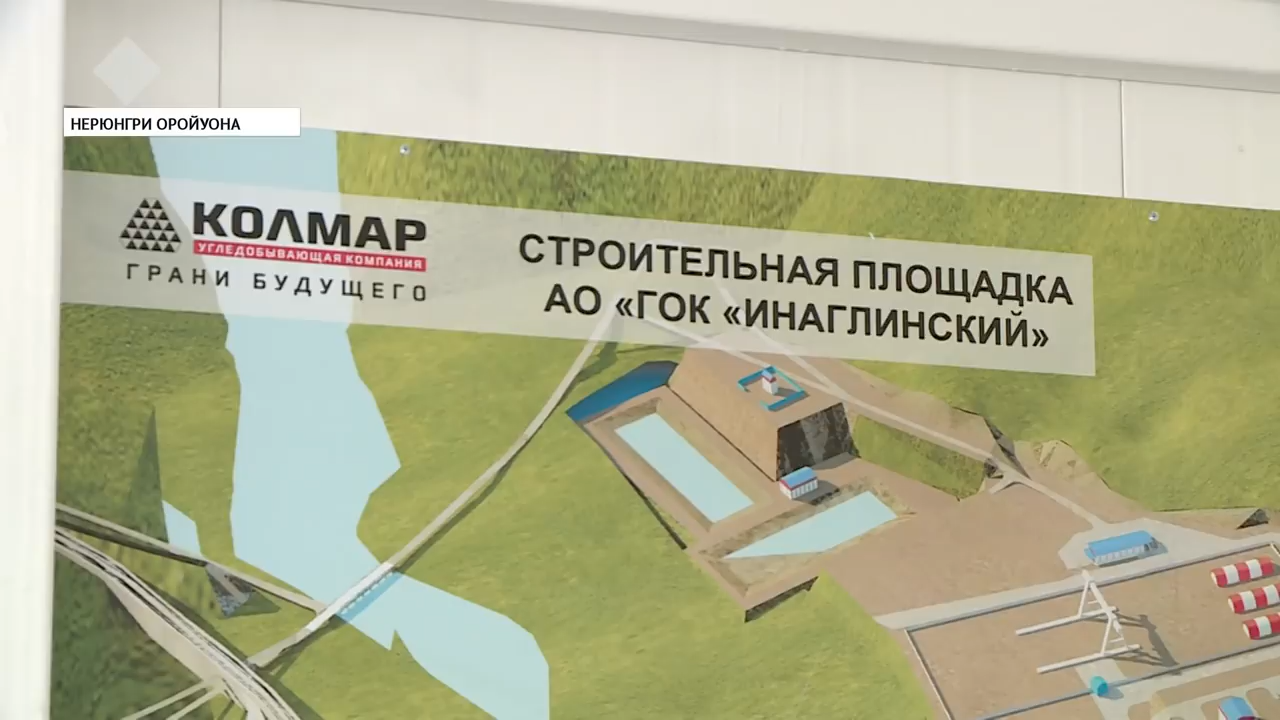 НЕРЮНГРИ ОРОЙУОНА
КОЛМАР
УГЛЕДОБЫВАЮЩАЯ КОМПАНИЯ
ГРАНИ БУДУЩЕГО
СТРОИТЕЛЬНАЯ ПЛОЩАДКА
АО «ГОК «ИНАГЛИНСКИЙ»